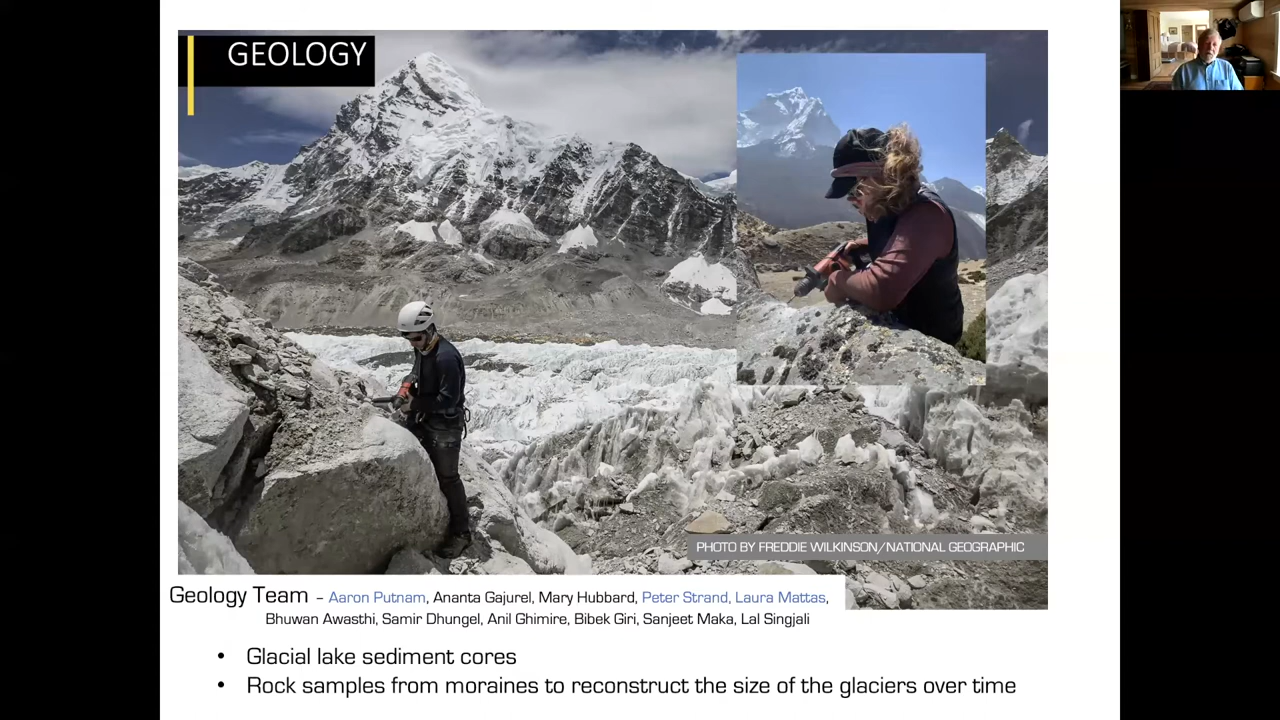 GEOLOGY
PHOTO BY FREDDIE WILKINSON/NATIONAL GEOGRAPHIC
Geology Team – Aaron Putnam, Ananta Gajurel, Mary Hubbard, Peter Strand, Laura Mattas,
Bhuwan Awasthi, Samir Dhungel, Anil Ghimire, Bibek Giri, Sanjeet Maka, Lal Singjali
• Glacial lake sediment cores
• Rock samples from moraines to reconstruct the size of the glaciers over time